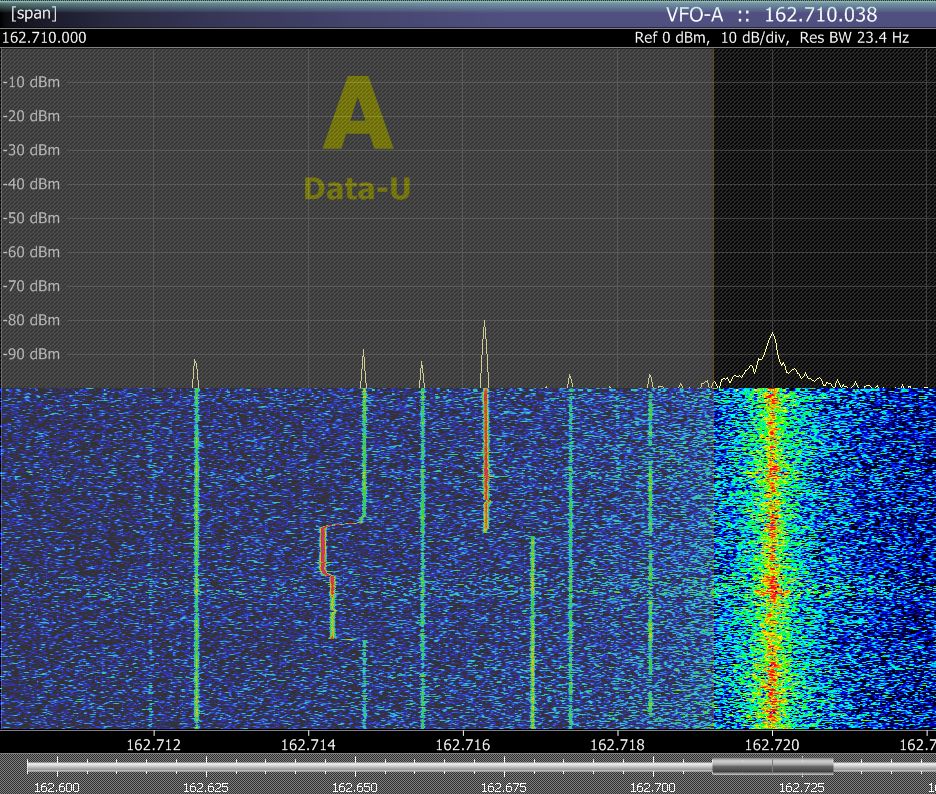 [span] VFO-A :: 162.710.038
162.710.000 Ref 0 dBm, 10 dB/div, Res BW 23.4 Hz
-10 dBm
-20 dBm
-30 dBm
-40 dBm
-50 dBm
-60 dBm
-70 dBm
-80 dBm
-90 dBm
A
Data-U
162.712 162.714 162.716 162.718 162.720 162.7
162.600 162.625 162.650 162.675 162.700 162.725